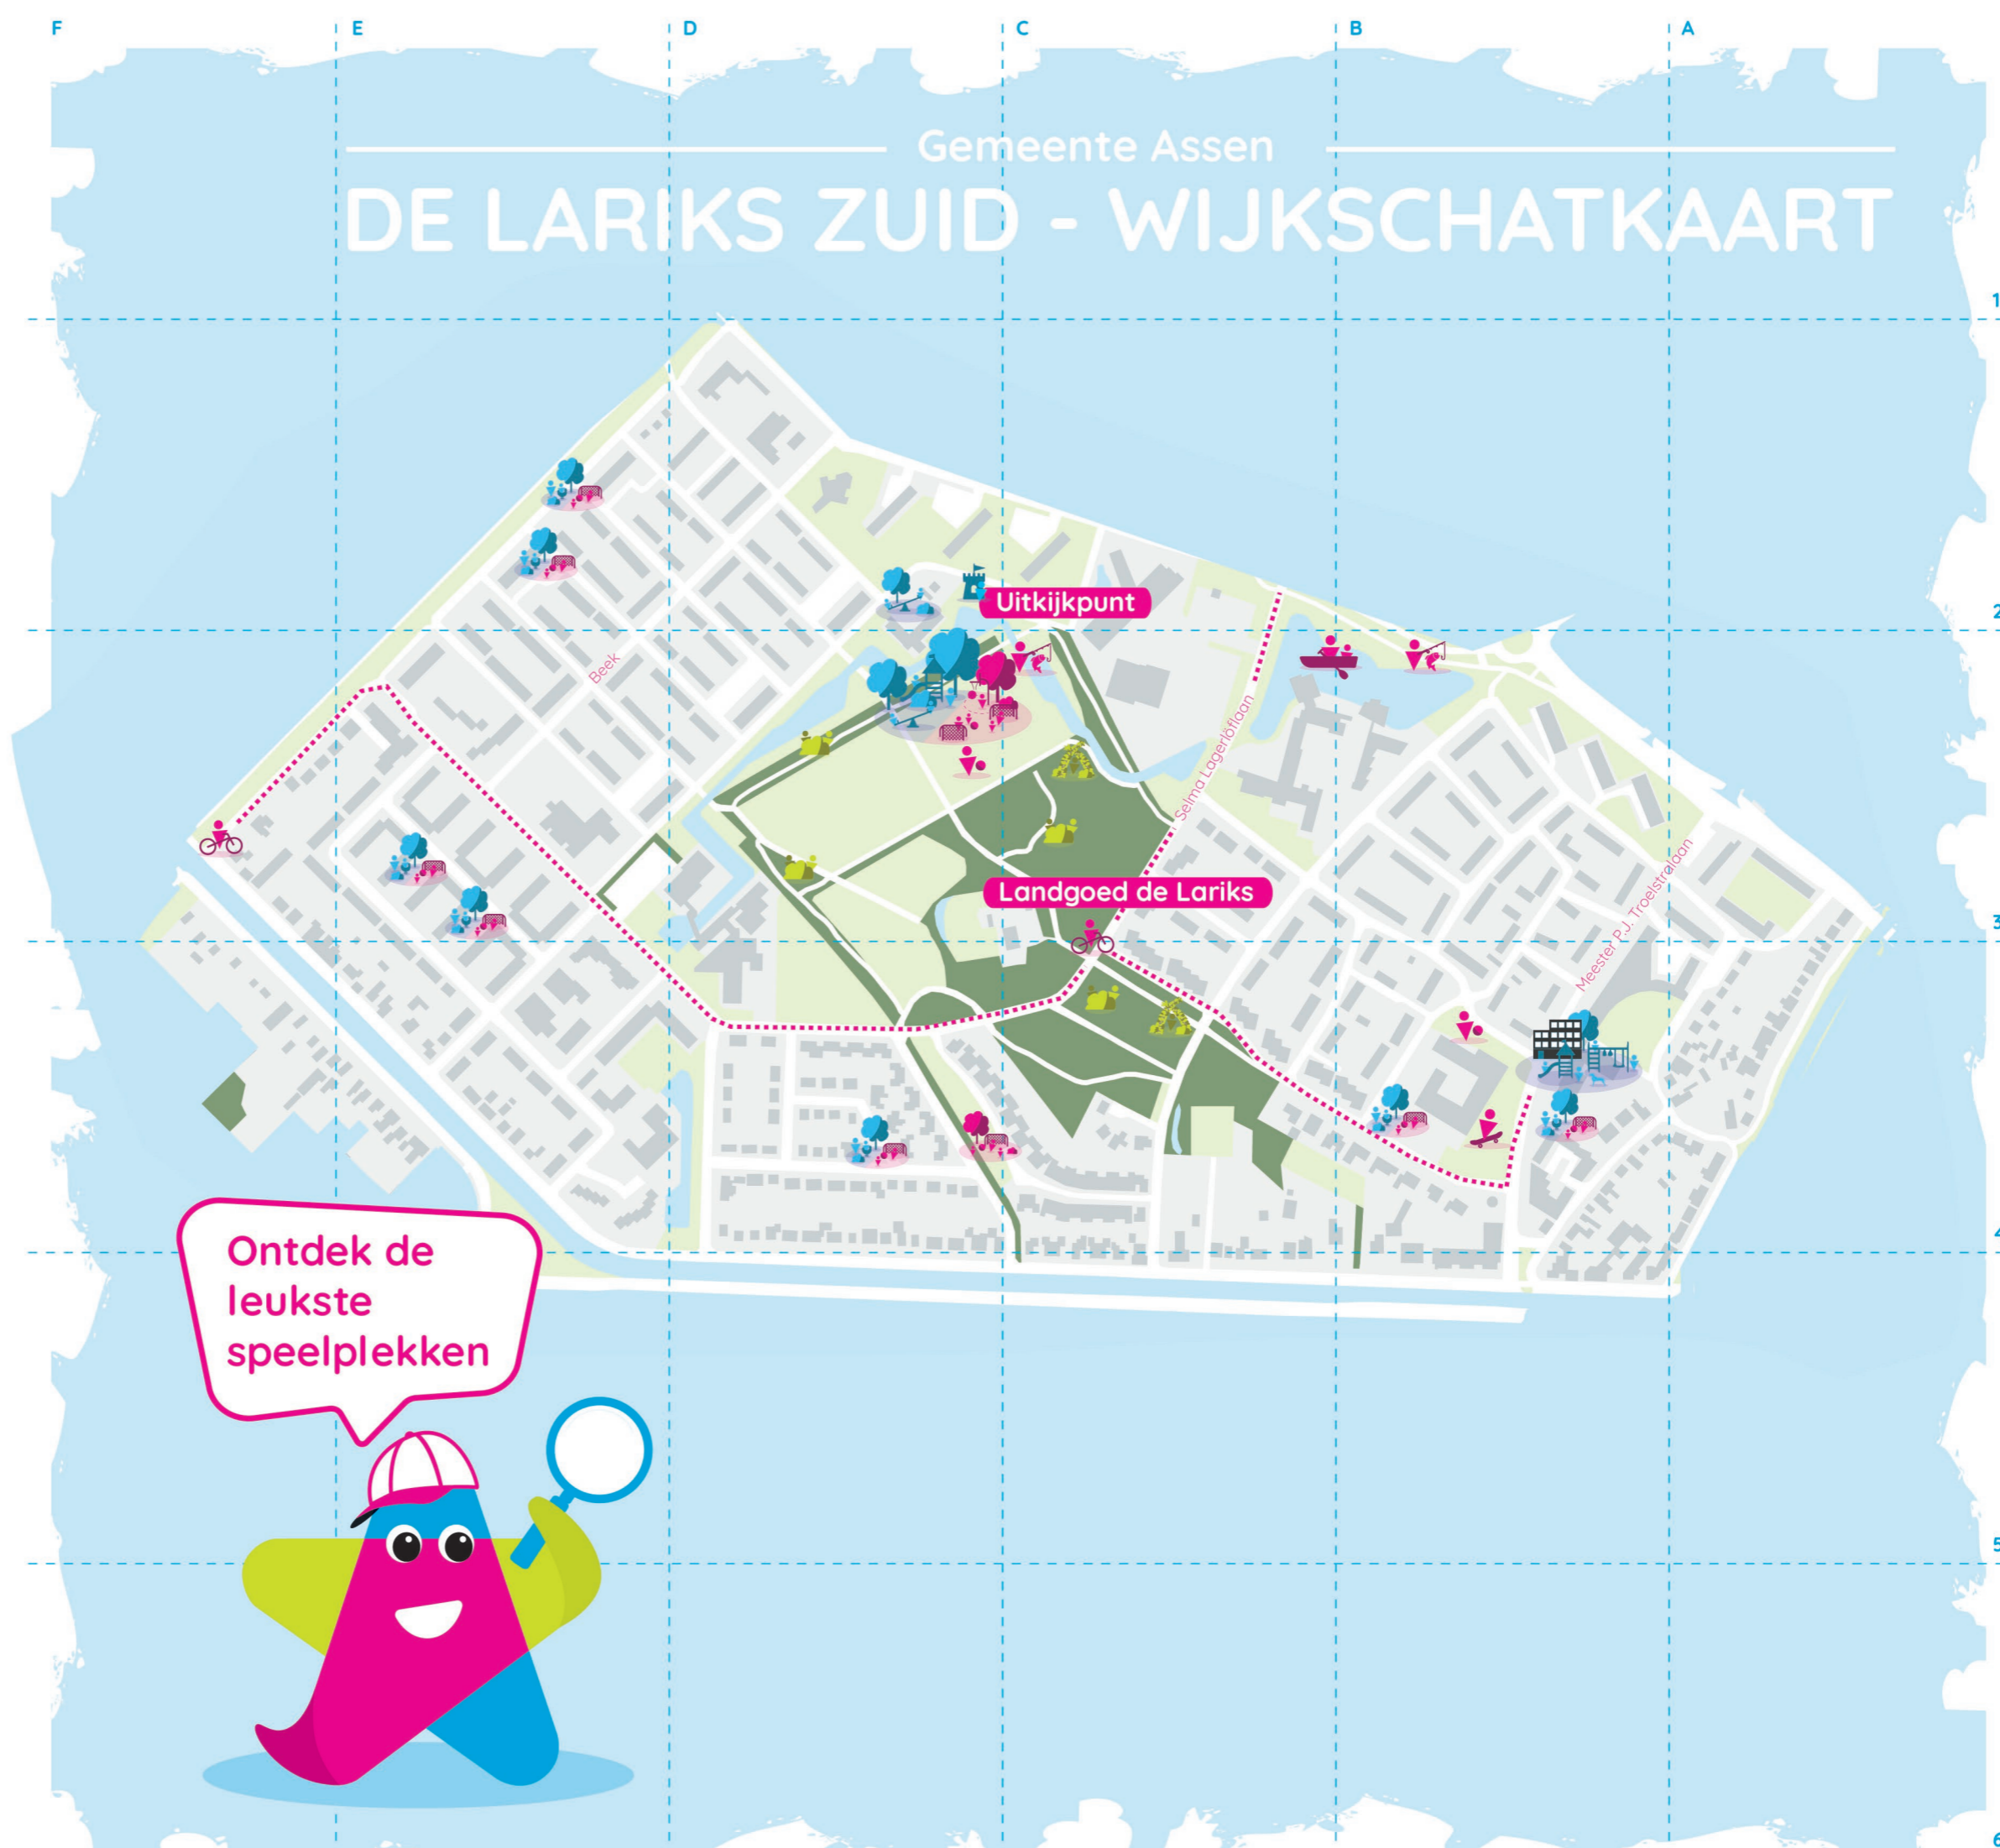 F E D C B A
Gemeente Assen
DE LARIKS ZUID - WIJKSCHATKAART
1
Uitkijkpunt
2
Beek
Selma Lagerlöflaan
Meester P.J. Troelstralaan
Landgoed de Lariks
3
4
Ontdek de
leukste
speelplekken
5
6